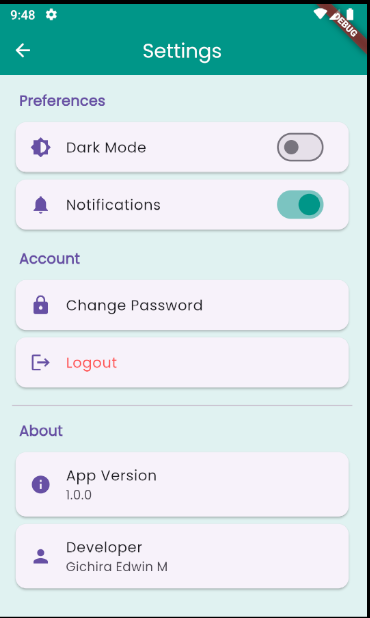 9:48
DEBUG
Settings
Preferences
Dark Mode
Notifications
Account
Change Password
Logout
About
App Version
1.0.0
Developer
Gichira Edwin M